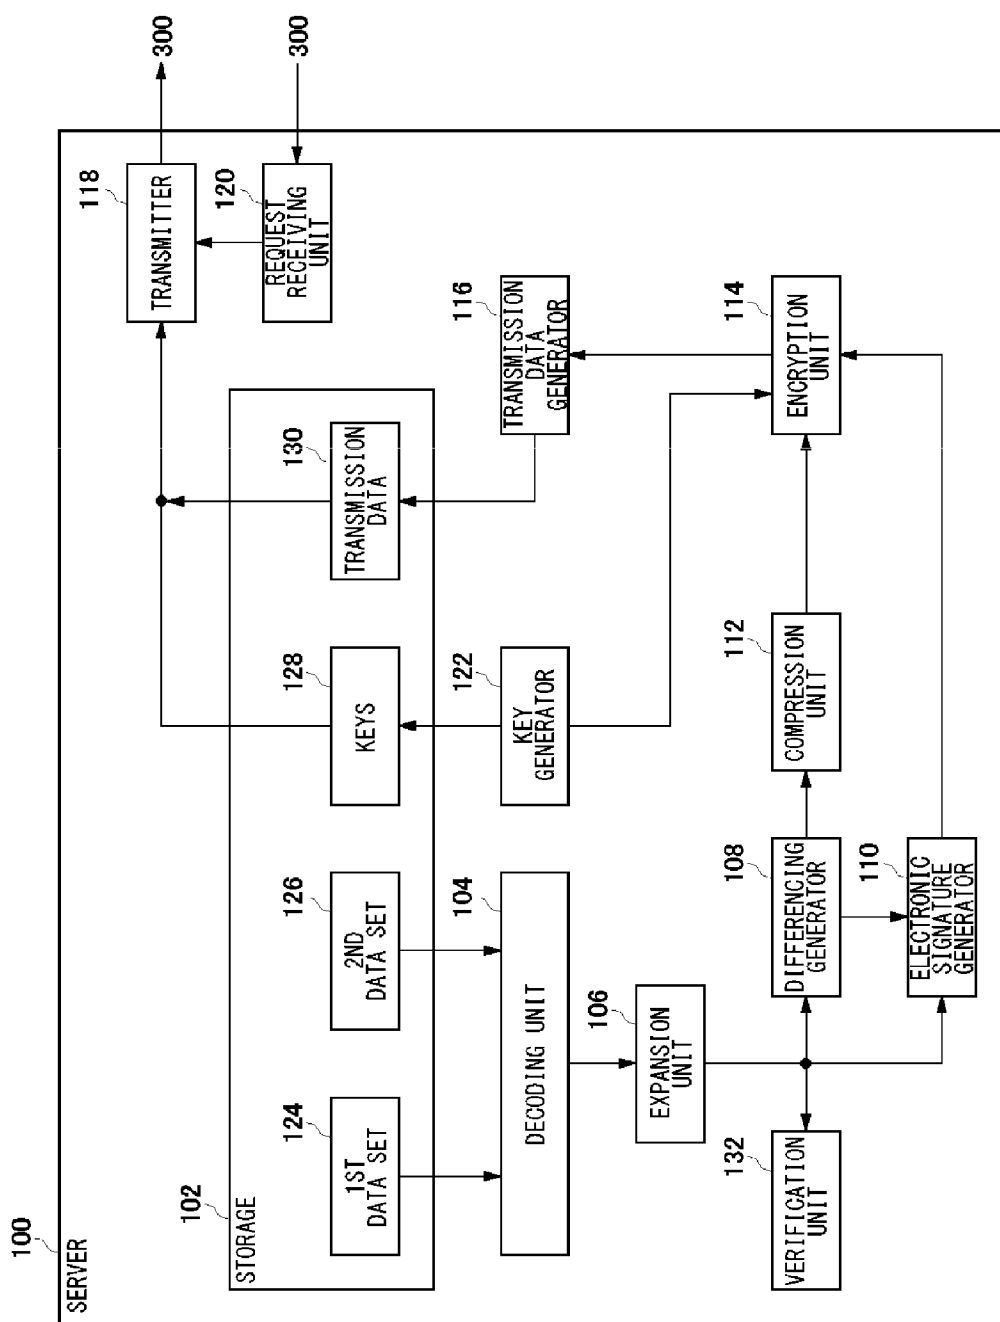 100
SERVER
102
STORAGE
124
1ST
DATA SET
126
2ND
DATA SET
128
KEYS
130
TRANSMISSION
DATA
118
TRANSMITTER
300
120
REQUEST
RECEIVING
UNIT
300
104
DECODING UNIT
122
KEY
GENERATOR
116
TRANSMISSION
DATA
GENERATOR
106
EXPANSION
UNIT
132
VERIFICATION
UNIT
108
DIFFERENCING
GENERATOR
112
COMPRESSION
UNIT
114
ENCRYPTION
UNIT
110
ELECTRONIC
SIGNATURE
GENERATOR